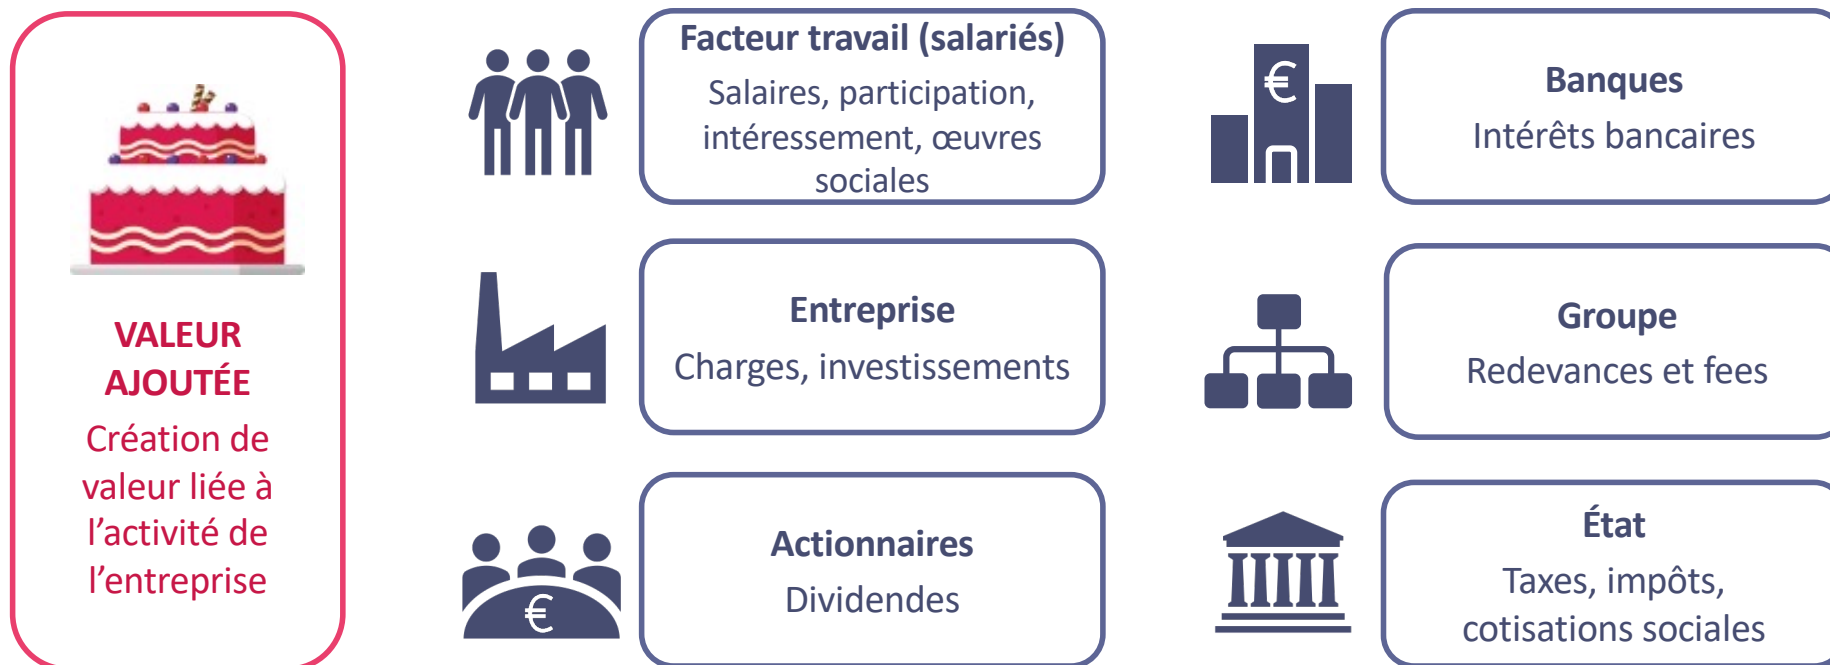 VALEUR
AJOUTÉE
Création de
valeur liée à
l’activité de
l’entreprise
Facteur travail (salariés)
Salaires, participation,
intéressement, œuvres
sociales
€
Banques
Intérêts bancaires
Entreprise
Charges, investissements
Groupe
Redevances et fees
€
Actionnaires
Dividendes
État
Taxes, impôts,
cotisations sociales